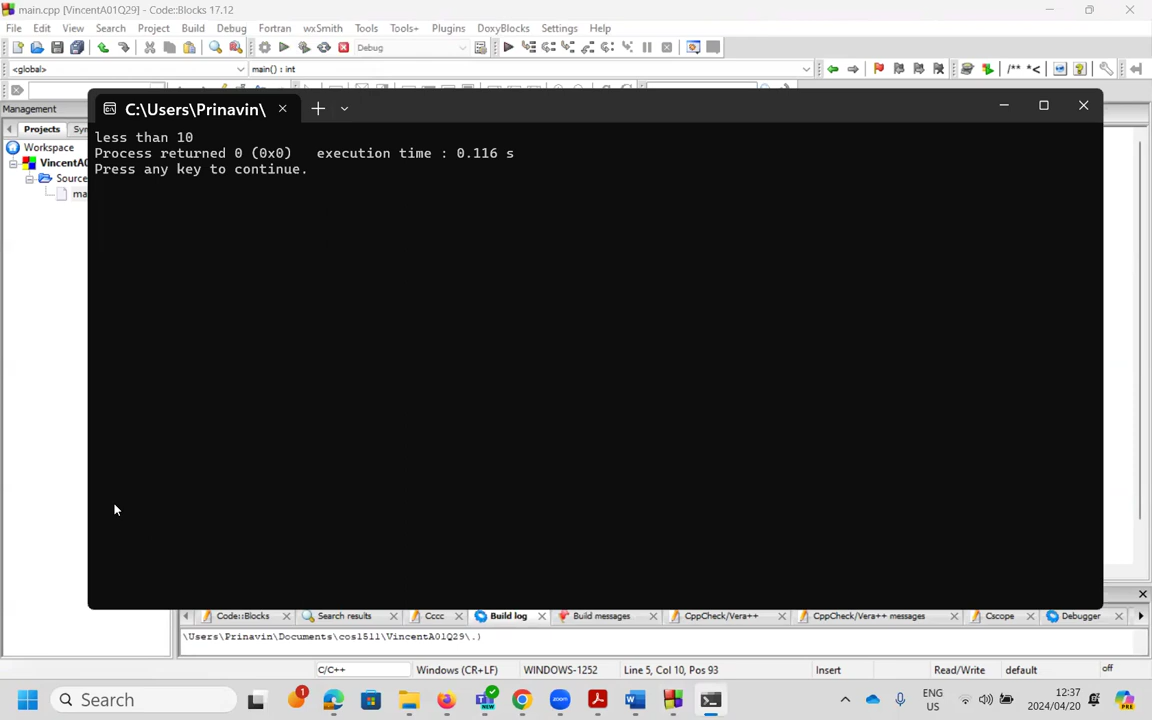 main.cpp [VincentA01Q29] - Code::Blocks 17.12
File Edit View Search Project Build Debug Fortran wxSmith Tools Tools+ Plugins DoxyBlocks Settings Help
Debug
<global> main() : int
/** *<
Management
C:\Users\Prinavin\
Projects Syn
Workspace
VincentA0
Source
ma
less than 10
Process returned 0 (0x0) execution time : 0.116 s
Press any key to continue.
Code::Blocks Search results Cccc Build log Build messages CppCheck/Vera++ CppCheck/Vera++ messages Cscope Debugger
\Users\Prinavin\Documents\cos1511\VincentA01Q29\.)
C/C++ Windows (CR+LF) WINDOWS-1252 Line 5, Col 10, Pos 93 Insert Read/Write default off
Search 1 NEW zoom ENG US 12:37 2024/04/20 PRE